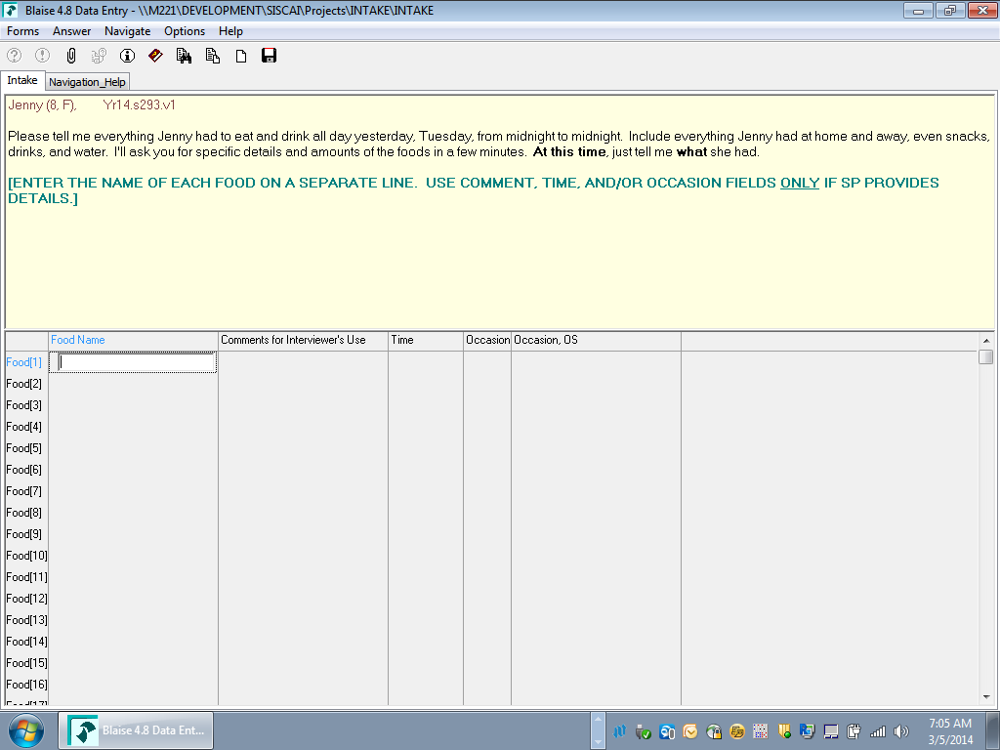 Blaise 4.8 Data Entry - \\M221\DEVELOPMENT\SISCAI\Projects\INTAKE\INTAKE
Forms Answer Navigate Options Help
Intake Navigation_Help
Jenny (8, F), Yr14.s293.v1
Please tell me everything Jenny had to eat and drink all day yesterday, Tuesday, from midnight to midnight. Include everything Jenny had at home and away, even snacks,
drinks, and water. I'll ask you for specific details and amounts of the foods in a few minutes. At this time, just tell me what she had.
[ENTER THE NAME OF EACH FOOD ON A SEPARATE LINE. USE COMMENT, TIME, AND/OR OCCASION FIELDS ONLY IF SP PROVIDES
DETAILS.]
Food Name Comments for Interviewer's Use Time Occasion Occasion, OS
Food[1]
Food[2]
Food[3]
Food[4]
Food[5]
Food[6]
Food[7]
Food[8]
Food[9]
Food[10]
Food[11]
Food[12]
Food[13]
Food[14]
Food[15]
Food[16]
Food[17]
Blaise 4.8 Data Ent... 7:05 AM
3/5/2014